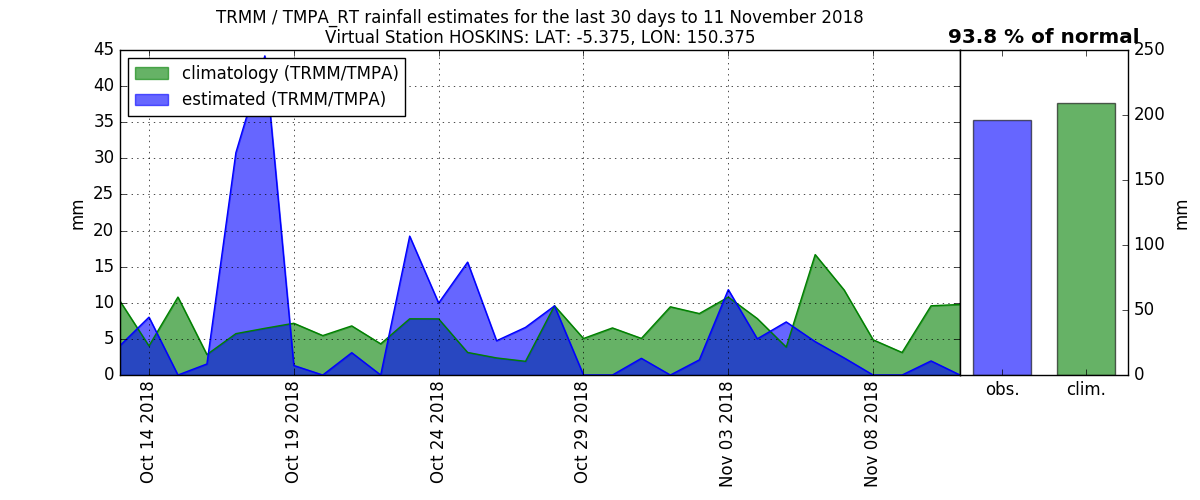 TRMM / TMPA_RT rainfall estimates for the last 30 days to 11 November 2018
Virtual Station HOSKINS: LAT: -5.375, LON: 150.375
93.8 % of normal
climatology (TRMM/TMPA)
estimated (TRMM/TMPA)
mm
45
40
35
30
25
20
15
10
5
0
Oct 14 2018
Oct 19 2018
Oct 24 2018
Oct 29 2018
Nov 03 2018
Nov 08 2018
obs.
clim.
250
200
150
100
50
0
mm